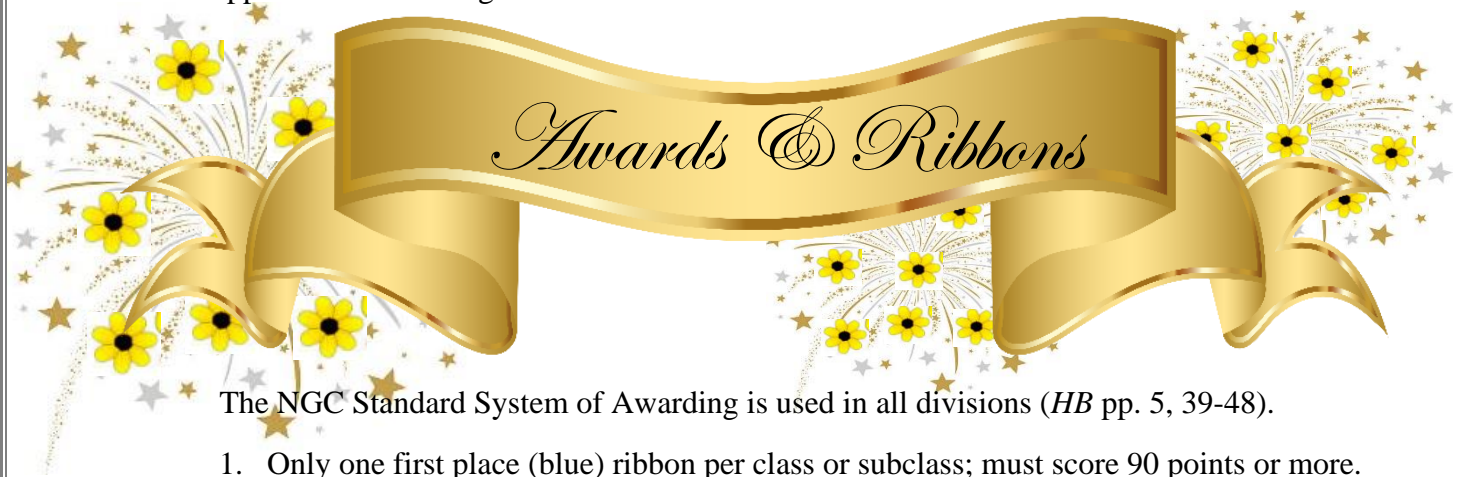 Awards & Ribbons
The NGC Standard System of Awarding is used in all divisions (HB pp. 5, 39-48).
1. Only one first place (blue) ribbon per class or subclass; must score 90 points or more.